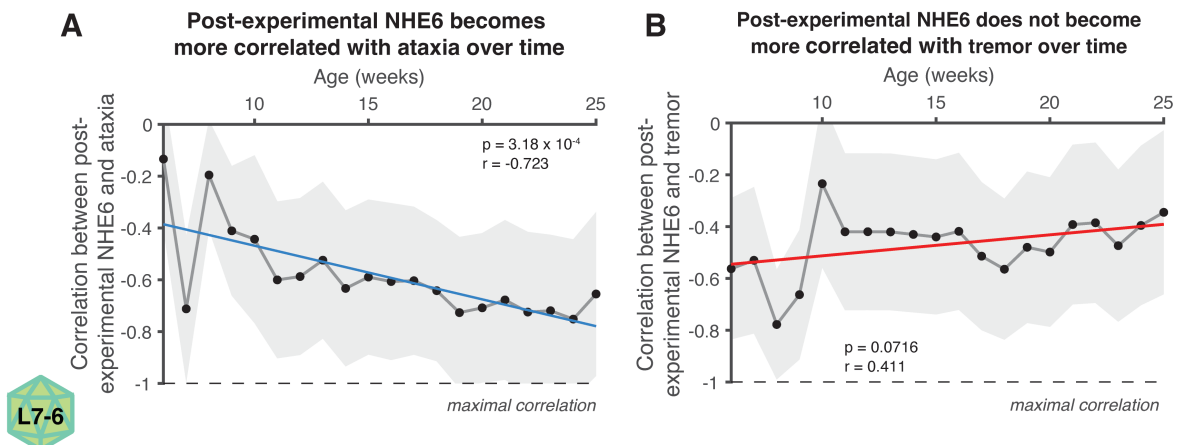 A
Post-experimental NHE6 becomes
more correlated with ataxia over time
Age (weeks)
10
15
20
25
0
-0.2
-0.4
-0.6
-0.8
-1
Correlation between post-
experimental NHE6 and ataxia
p = 3.18 x 10⁻⁴
r = -0.723
maximal correlation
L7-6
B
Post-experimental NHE6 does not become
more correlated with tremor over time
Age (weeks)
10
15
20
25
0
-0.2
-0.4
-0.6
-0.8
-1
Correlation between post-
experimental NHE6 and tremor
p = 0.0716
r = 0.411
maximal correlation